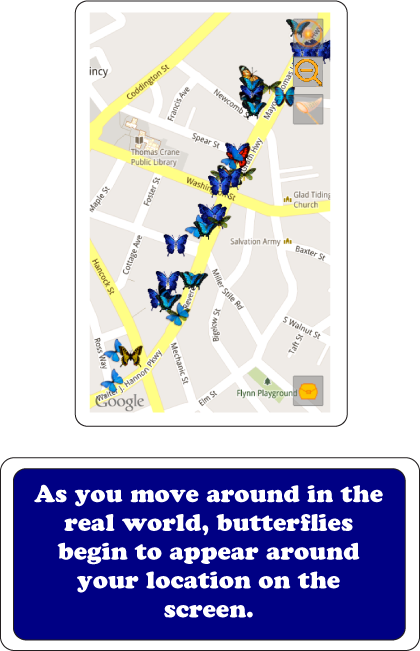 incy
Coddington St
Francis Ave
Newcomb St
Spear St
Thomas Crane
Public Library
Washing
Foster St
Maple St
Glad Tiding
Church
Cottage Ave
Salvation Army
Baxter St
Hancock St
Miller Stile Rd
Bigelow St
S Walnut St
Taft St
Ross Way
Mechanic St
Walter J Hannon Pkwy
Elm St
Flynn Playground
Google
As you move around in the
real world, butterflies
begin to appear around
your location on the
screen.